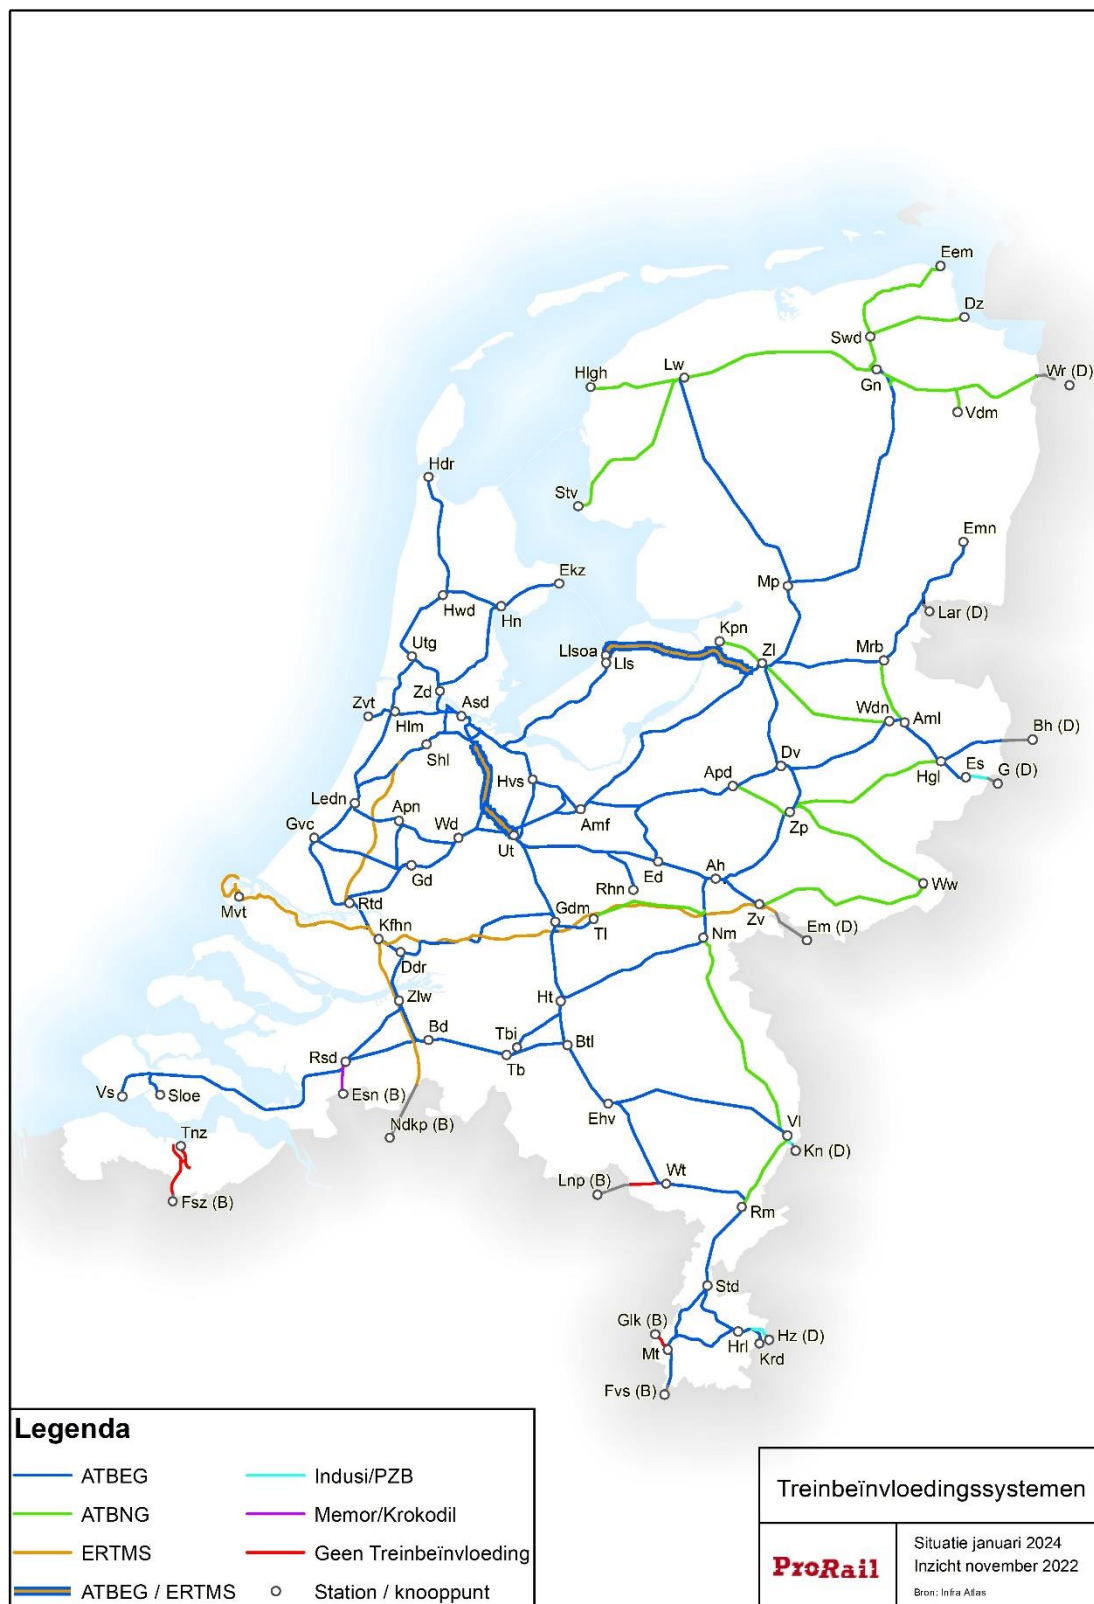 Eem
Dz
Swd
Lw
Hlgh
Gn
Wr (D)
Vdm
Hdr
Stv
Emn
Ekz
Mp
Hwd
Hn
Lar (D)
Kpn
Utg
Llsoa
Zl
Mrb
Lls
Zd
Zvt
Asd
Wdn
Hlm
Aml
Bh (D)
Shl
Dv
Es
Hvs
Apd
Hgl
G (D)
Ledn
Apn
Gvc
Wd
Amf
Zp
Ut
Gd
Ed
Ah
Rhn
Ww
Mvt
Rtd
Gdm
Zv
Tl
Em (D)
Kfhn
Nm
Ddr
Zlw
Ht
Bd
Tbi
Btl
Rsd
Tb
Vs
Sloe
Esn (B)
Ehv
Ndkp (B)
Tnz
Vl
Kn (D)
Lnp (B)
Wt
Fsz (B)
Rm
Std
Glk (B)
Hz (D)
Mt
Hrl
Krd
Fvs (B)
Legenda
ATBEG
ATBNG
ERTMS
ATBEG / ERTMS
Indusi/PZB
Memor/Krokodil
Geen Treinbeïnvloeding
Station / knooppunt
Treinbeïnvloedingssystemen
ProRail
Situatie januari 2024
Inzicht november 2022
Bron: Infra Atlas